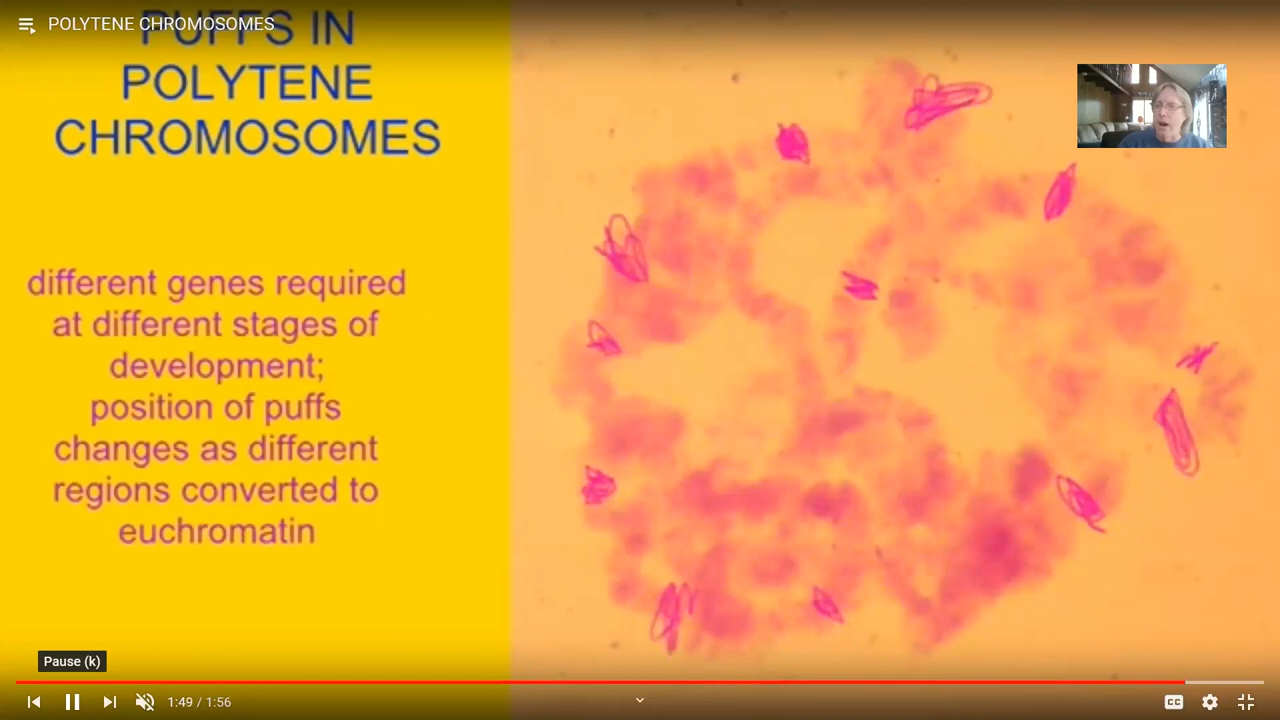 POLYTENE CHROMOSOMES
PUFFS IN
POLYTENE
CHROMOSOMES
different genes required
at different stages of
development;
position of puffs
changes as different
regions converted to
euchromatin
Pause (k)
1:49 / 1:56
CC